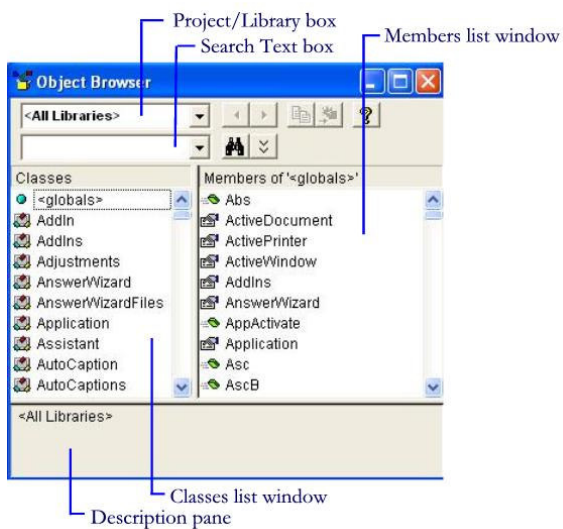 Project/Library box
Search Text box
Members list window
Object Browser
<All Libraries>
Classes
Members of '<globals>'
<globals>
Abs
AddIn
ActiveDocument
AddIns
ActivePrinter
Adjustments
ActiveWindow
AnswerWizard
AddIns
AnswerWizardFiles
AnswerWizard
Application
AppActivate
Assistant
Application
AutoCaption
Asc
AutoCaptions
AscB
<All Libraries>
Classes list window
Description pane